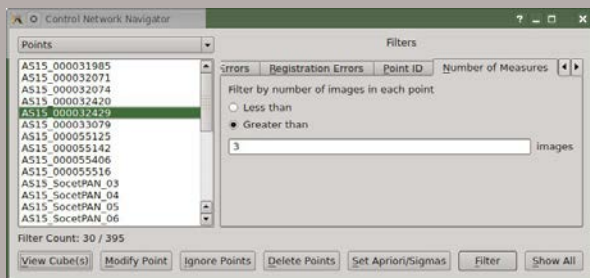 Control Network Navigator
Points
Filters
AS15_000031985
AS15_000032071
AS15_000032074
AS15_000032420
AS15_000032429
AS15_000033079
AS15_000055125
AS15_000055142
AS15_000055406
AS15_000055516
AS15_SocetPAN_03
AS15_SocetPAN_04
AS15_SocetPAN_05
AS15_SocetPAN_06
Errors Registration Errors Point ID Number of Measures
Filter by number of images in each point
Less than
Greater than
3 images
Filter Count: 30 / 395
View Cube(s) Modify Point Ignore Points Delete Points Set Apriori/Sigmas Filter Show All